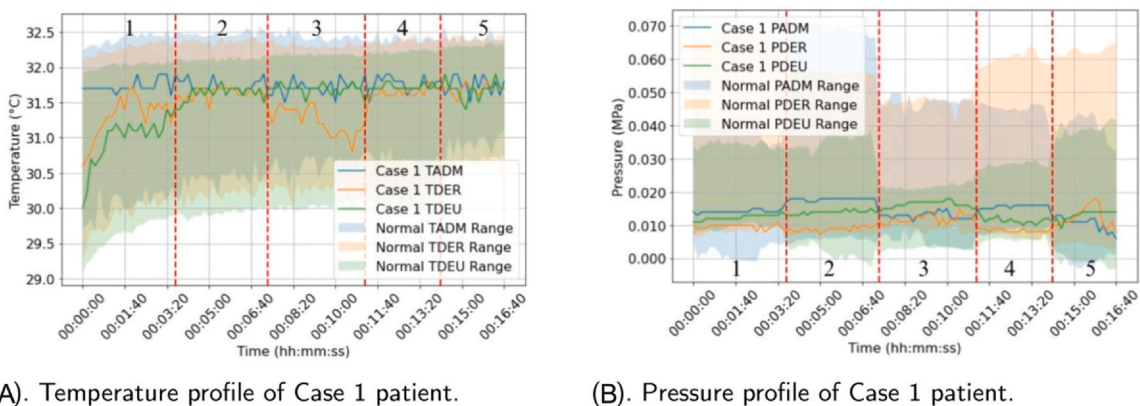 32.5
32.0
31.5
31.0
30.5
30.0
29.5
29.0
Temperature (°C)
1 2 3 4 5
Case 1 TADM
Case 1 TDER
Case 1 TDEU
Normal TADM Range
Normal TDER Range
Normal TDEU Range
00:00:00 00:01:40 00:03:20 00:05:00 00:06:40 00:08:20 00:10:00 00:11:40 00:13:20 00:15:00 00:16:40
Time (hh:mm:ss)
A). Temperature profile of Case 1 patient.
0.070
0.060
0.050
0.040
0.030
0.020
0.010
0.000
Pressure (MPa)
Case 1 PADM
Case 1 PDER
Case 1 PDEU
Normal PADM Range
Normal PDER Range
Normal PDEU Range
1 2 3 4 5
00:00:00 00:01:40 00:03:20 00:05:00 00:06:40 00:08:20 00:10:00 00:11:40 00:13:20 00:15:00 00:16:40
Time (hh:mm:ss)
(B). Pressure profile of Case 1 patient.